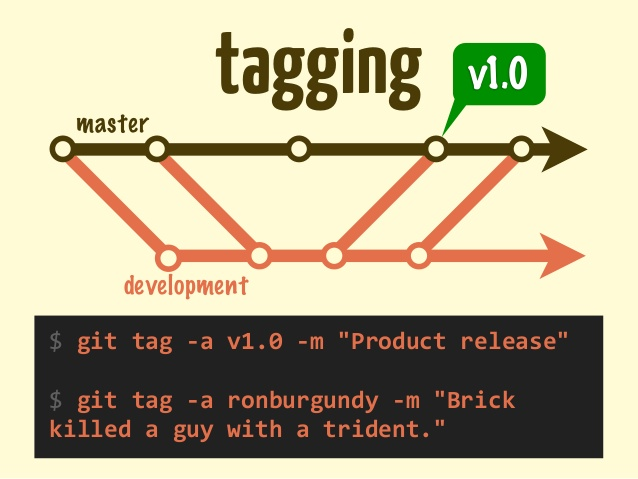 tagging
v1.0
master
development
$ git tag -a v1.0 -m "Product release"
$ git tag -a ronburgundy -m "Brick
killed a guy with a trident."